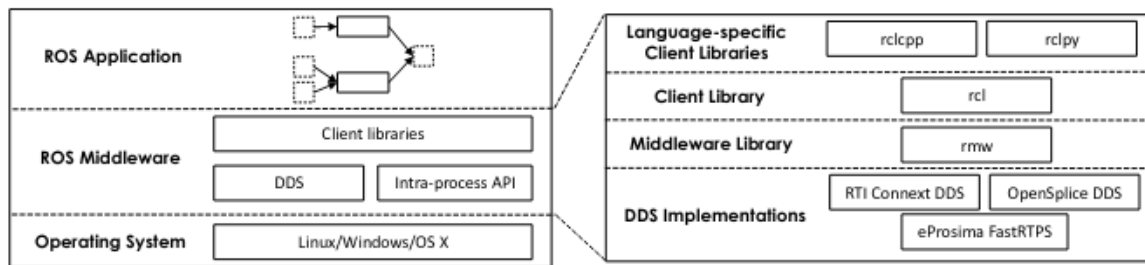 ROS Application
ROS Middleware
Client libraries
DDS
Intra-process API
Operating System
Linux/Windows/OS X
Language-specific
Client Libraries
rclcpp
rclpy
Client Library
rcl
Middleware Library
rmw
DDS Implementations
RTI Connext DDS
OpenSplice DDS
eProsima FastRTPS